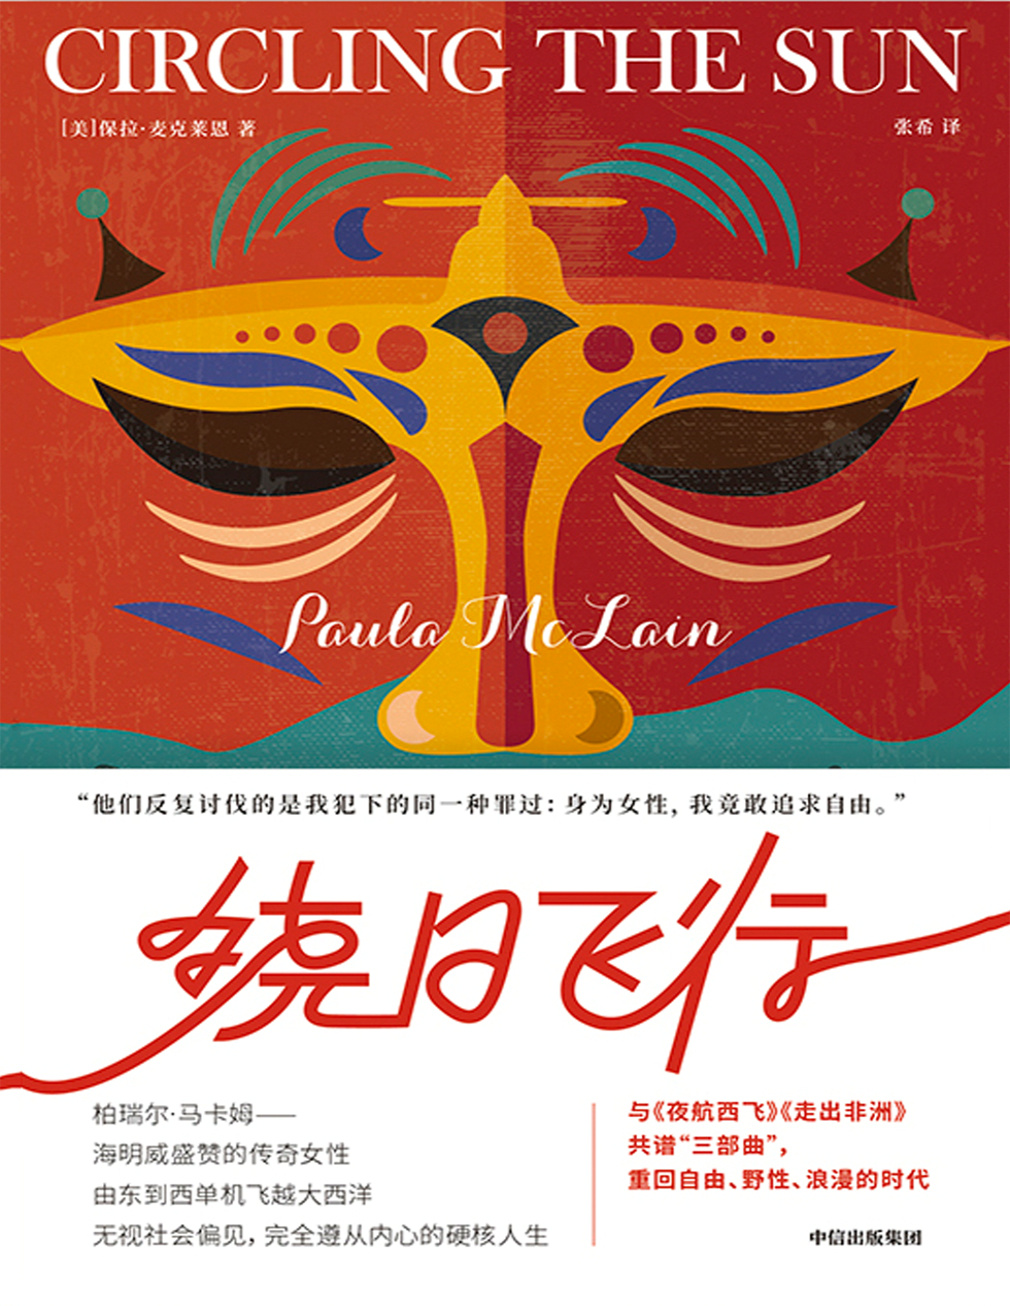 CIRCLING THE SUN
[美]保拉·麦克莱恩 著
张希 译
Paula McLain
“他们反复讨伐的是我犯下的同一种罪过：身为女性，我竟敢追求自由。”
绕日飞行
柏瑞尔·马卡姆——
海明威盛赞的传奇女性
由东到西单机飞越大西洋
无视社会偏见，完全遵从内心的硬核人生
与《夜航西飞》《走出非洲》
共谱“三部曲”，
重回自由、野性、浪漫的时代
中信出版集团